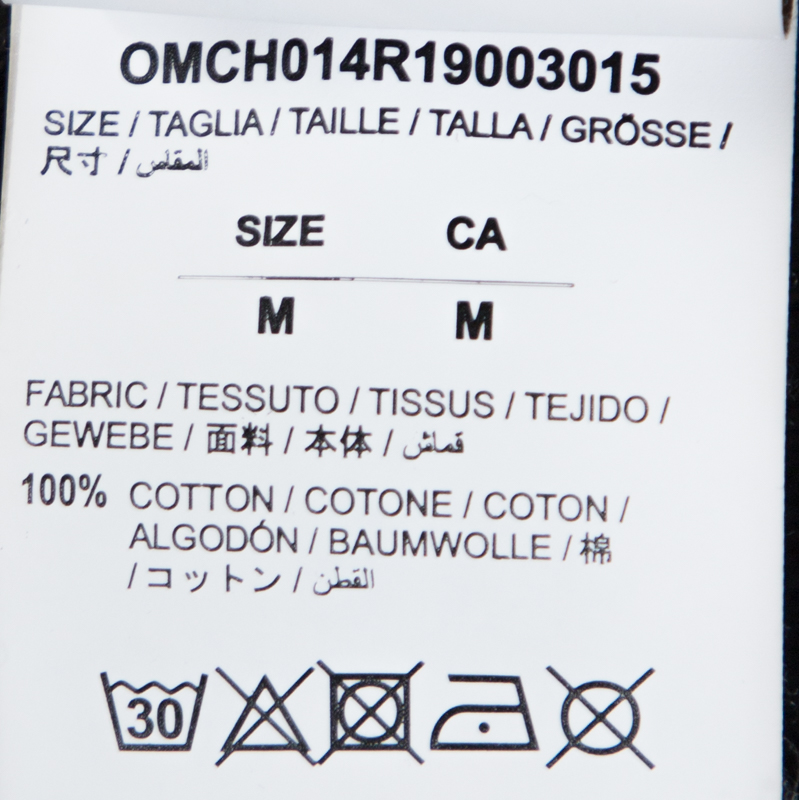 OMCH014R19003015
SIZE / TAGLIA / TAILLE / TALLA / GRÖSSE /
尺寸 / المقاس
SIZE CA
M M
FABRIC / TESSUTO / TISSUS / TEJIDO /
GEWEBE / 面料 / 本体 / قماش
100% COTTON / COTONE / COTON /
ALGODÓN / BAUMWOLLE / 棉
/ コットン / القطن
30